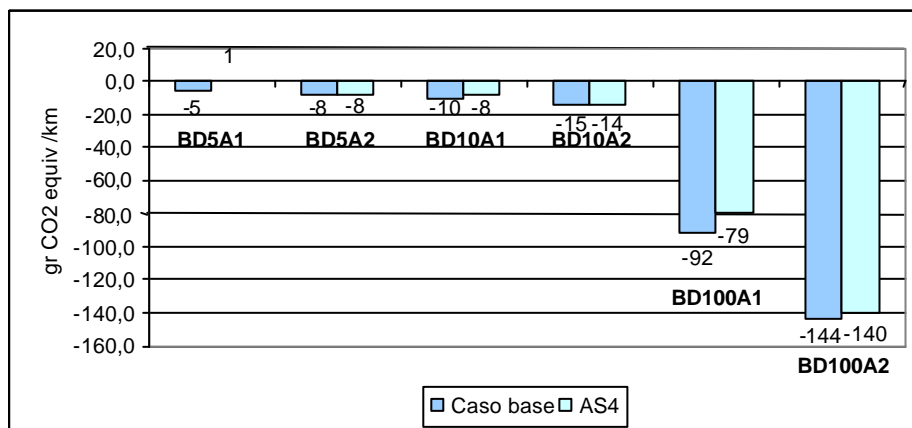 gr CO2 equiv /km
20,0
0,0
-20,0
-40,0
-60,0
-80,0
-100,0
-120,0
-140,0
-160,0
1
-5
-8 -8
-10 -8
-15 -14
-92
-79
-144 -140
BD5A1
BD5A2
BD10A1
BD10A2
BD100A1
BD100A2
Caso base
AS4